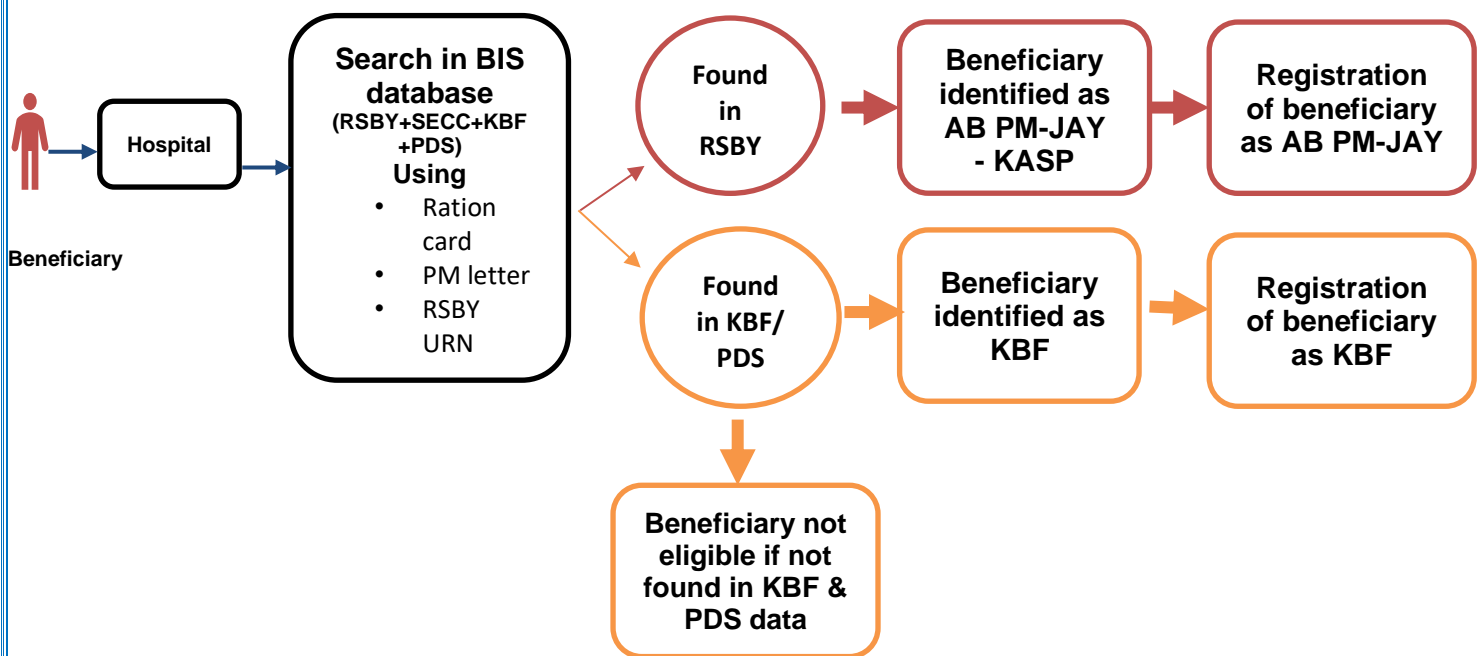 Beneficiary
Hospital
Search in BIS
database
(RSBY+SECC+KBF
+PDS)
Using
• Ration
card
• PM letter
• RSBY
URN
Found
in
RSBY
Beneficiary
identified as
AB PM-JAY
- KASP
Registration
of beneficiary
as AB PM-JAY
Found
in KBF/
PDS
Beneficiary
identified as
KBF
Registration
of beneficiary
as KBF
Beneficiary not
eligible if not
found in KBF &
PDS data